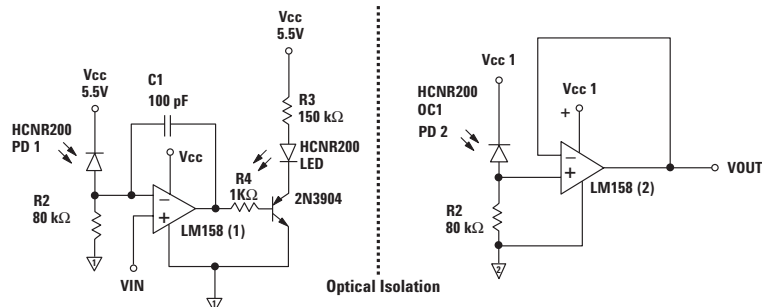 Vcc
5.5V
C1
100 pF
HCNR200
PD 1
Vcc
5.5V
R3
150 kΩ
HCNR200
LED
Vcc
R4
1KΩ
2N3904
R2
80 kΩ
−
+
LM158 (1)
1
VIN
1
Optical Isolation
HCNR200
OC1
PD 2
Vcc 1
Vcc 1
+
−
+
LM158 (2)
VOUT
R2
80 kΩ
2